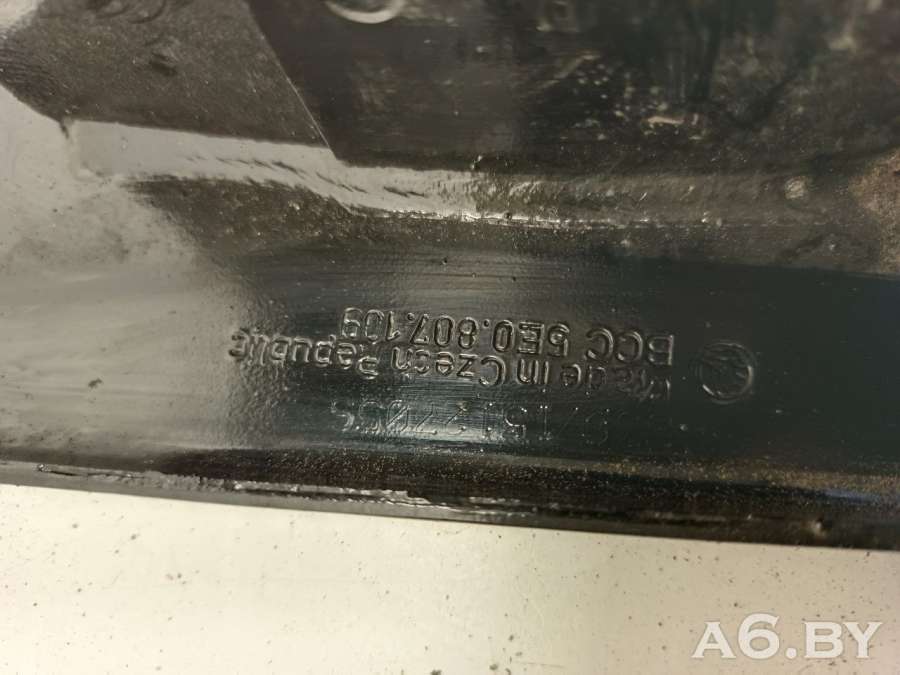 BCC 5E0.807.109
Made in Czech Republic
A6.BY